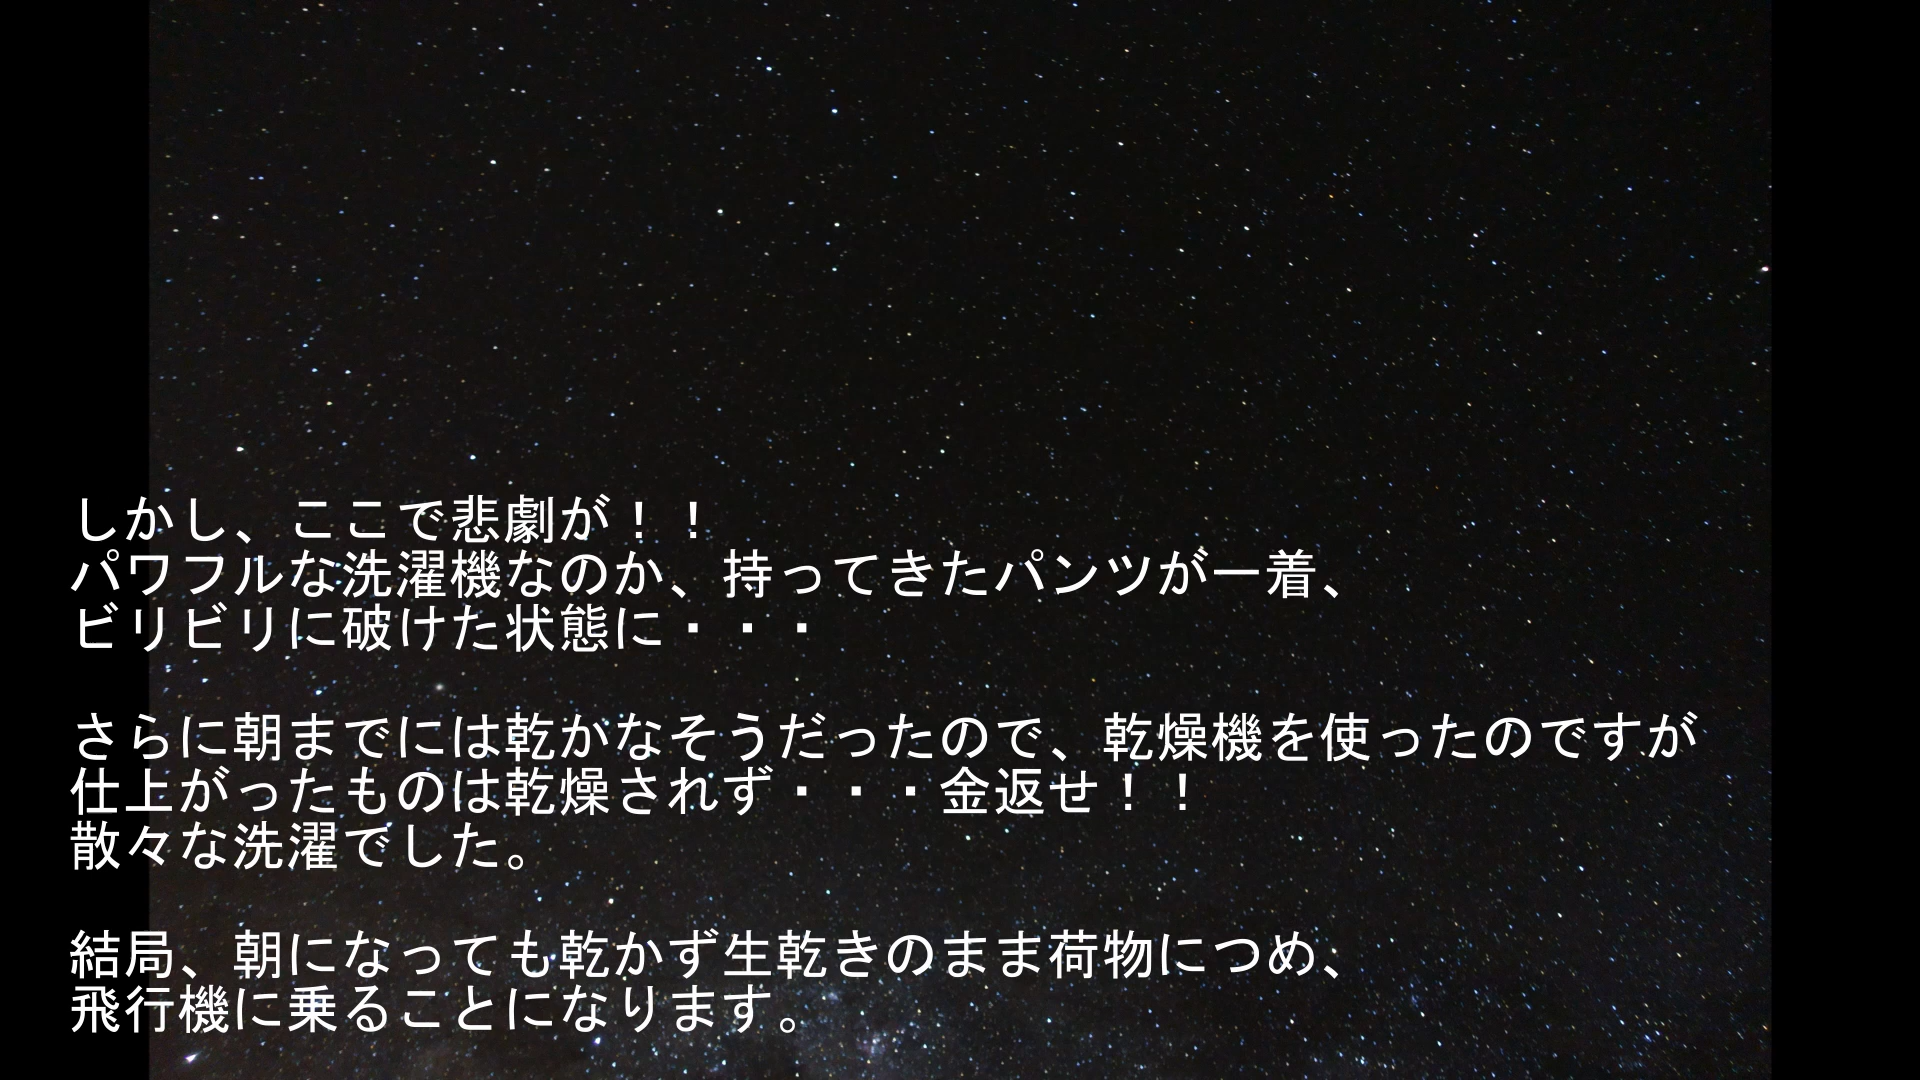 しかし、ここで悲劇が！！
パワフルな洗濯機なのか、持ってきたパンツが一着、
ビリビリに破けた状態に・・・
さらに朝までには乾かなそうだったので、乾燥機を使ったのですが
仕上がったものは乾燥されず・・・金返せ！！
散々な洗濯でした。
結局、朝になっても乾かず生乾きのまま荷物につめ、
飛行機に乗ることになります。